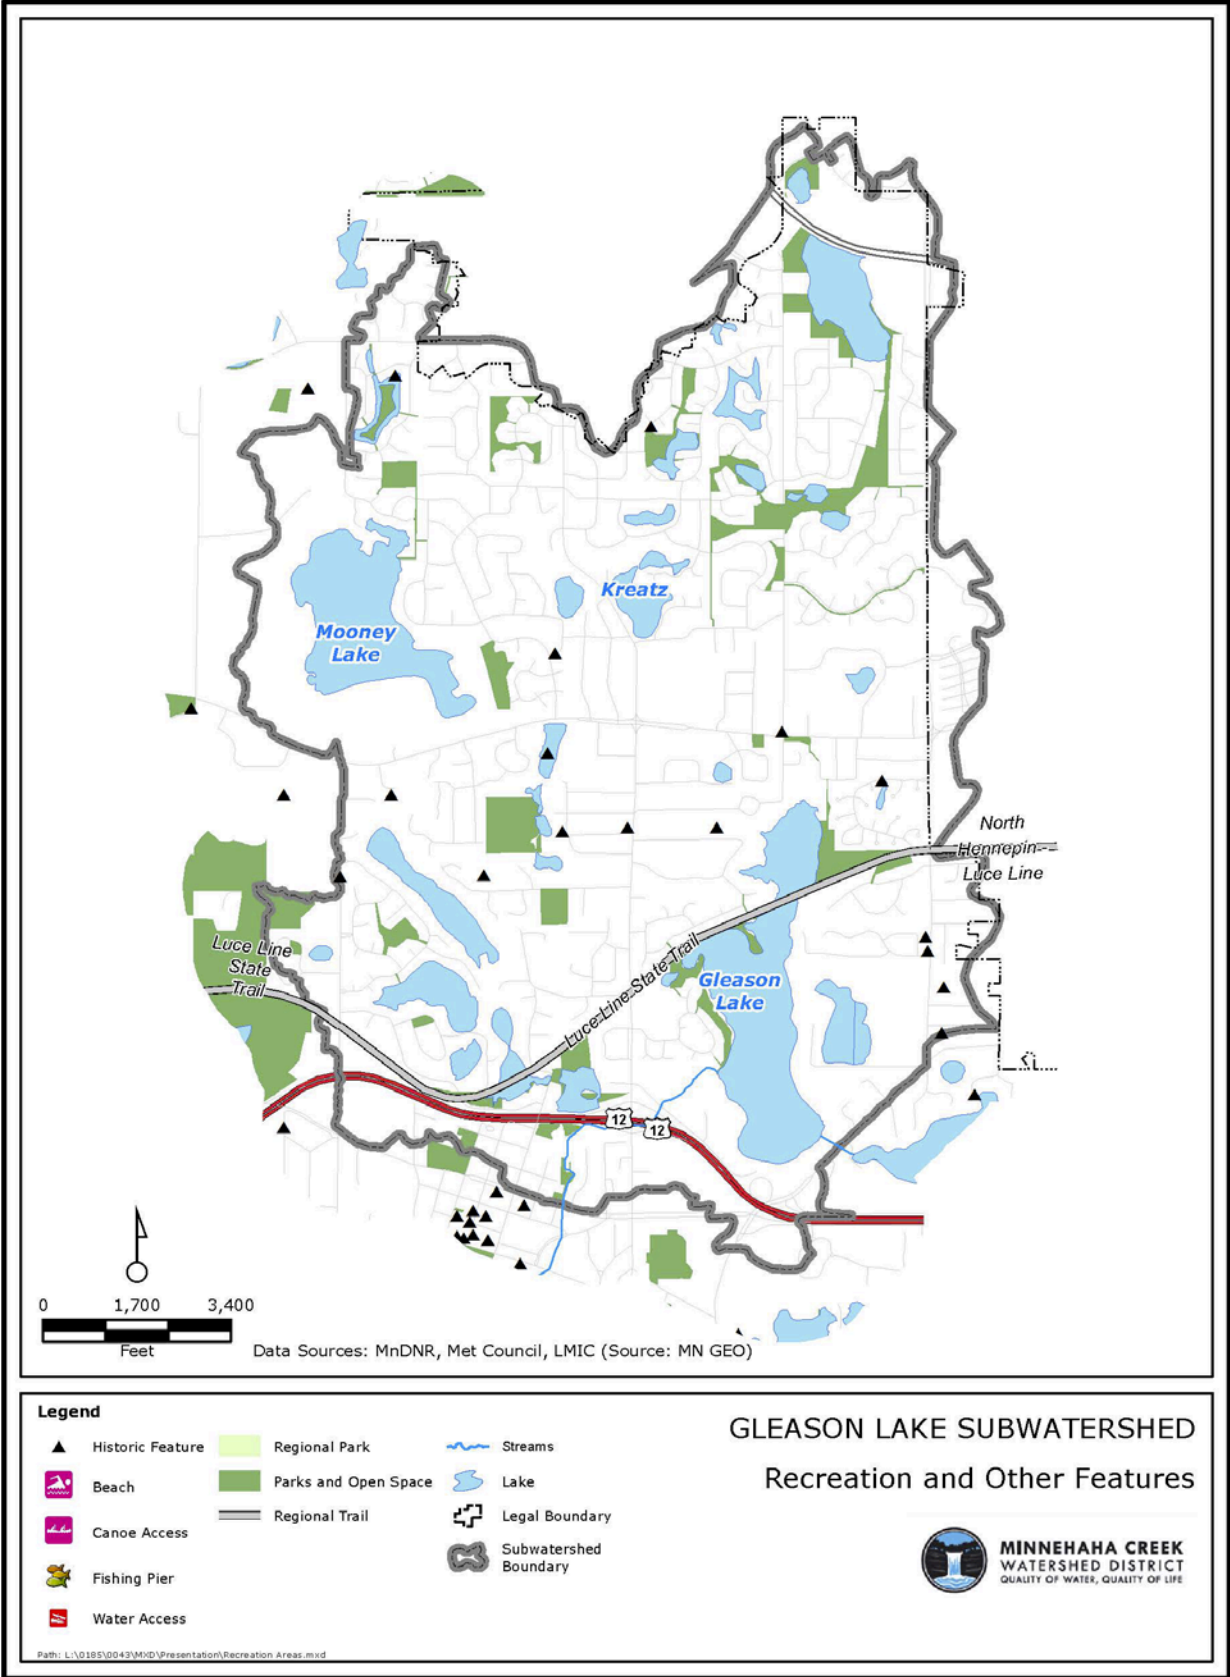 Kreatz
Mooney
Lake
North
Hennepin
Luce Line
Luce Line
State
Trail
Luce Line State Trail
Gleason
Lake
12
12
0 1,700 3,400
Feet
Data Sources: MnDNR, Met Council, LMIC (Source: MN GEO)
Legend
Historic Feature
Beach
Canoe Access
Fishing Pier
Water Access
Regional Park
Parks and Open Space
Regional Trail
Streams
Lake
Legal Boundary
Subwatershed
Boundary
GLEASON LAKE SUBWATERSHED
Recreation and Other Features
MINNEHAHA CREEK
WATERSHED DISTRICT
QUALITY OF WATER, QUALITY OF LIFE
Path: L:\0185\0043\MXD\Presentation\Recreation Areas.mxd